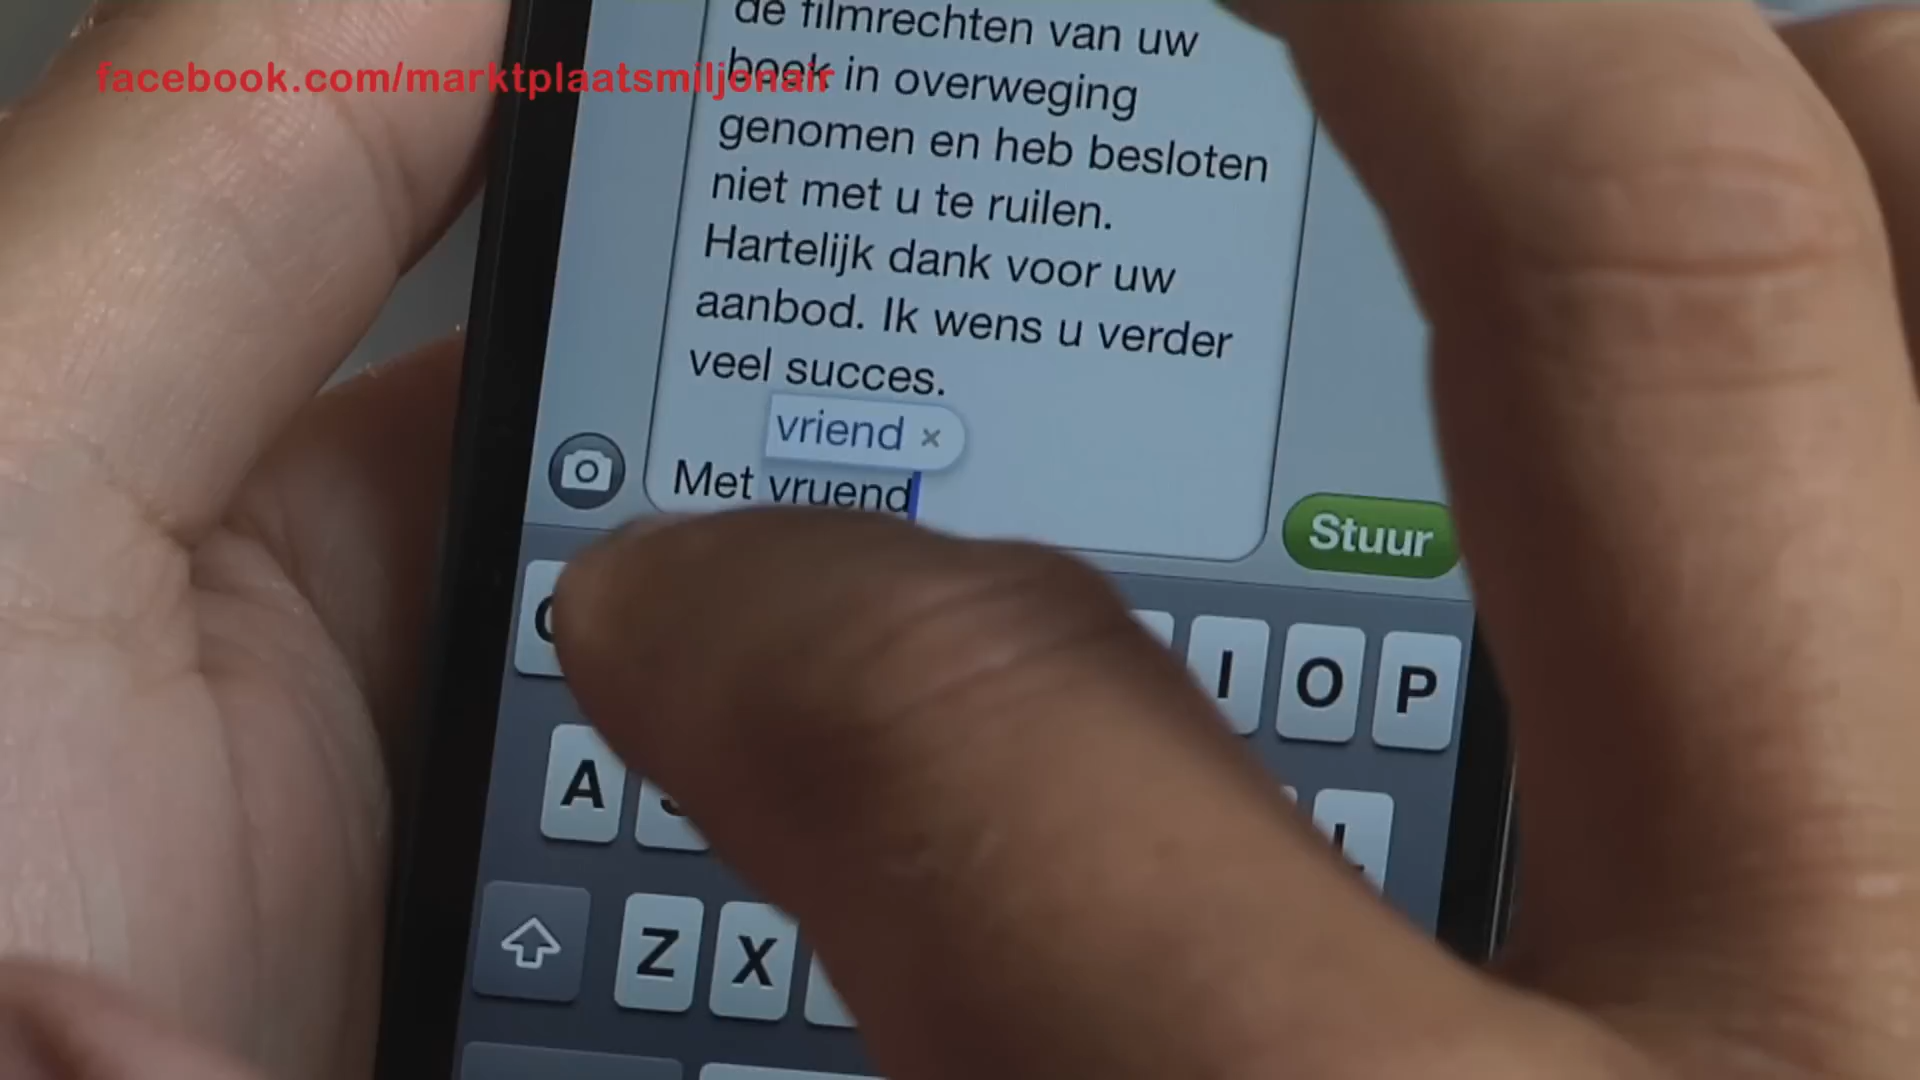 facebook.com/marktplaatsmiljonair
de filmrechten van uw
boek in overweging
genomen en heb besloten
niet met u te ruilen.
Hartelijk dank voor uw
aanbod. Ik wens u verder
veel succes.
vriend ×
Met vruend
Stuur
I O P
A L
Z X